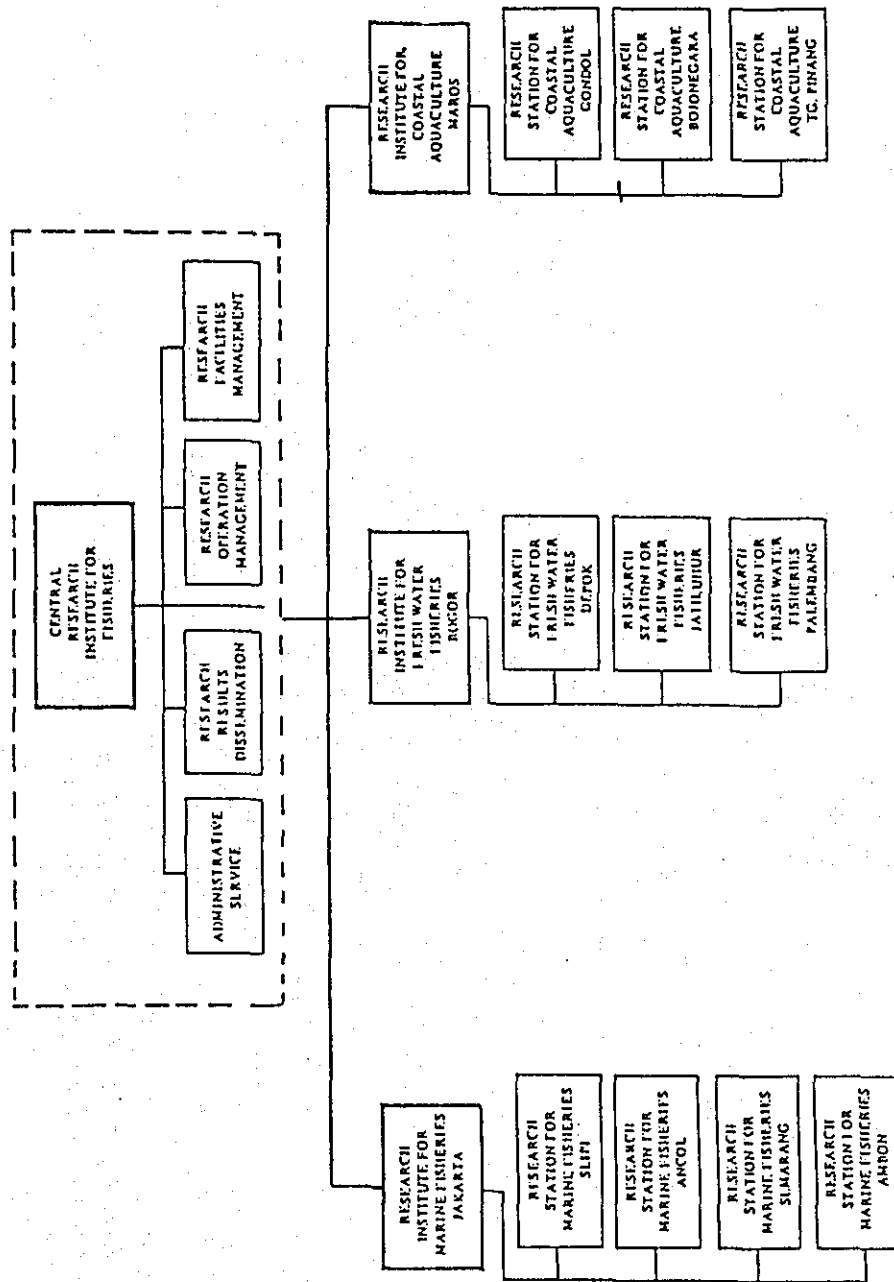 CENTRAL
RESEARCH
INSTITUTE FOR
FISHERIES
ADMINISTRATIVE
SERVICE
RESEARCH
RESULTS
DISSEMINATION
RESEARCH
OPERATION
MANAGEMENT
RESEARCH
FACILITIES
MANAGEMENT
RESEARCH
INSTITUTE FOR
MARINE FISHERIES
JAKARTA
RESEARCH
STATION FOR
MARINE FISHERIES
SLIPI
RESEARCH
STATION FOR
MARINE FISHERIES
ANCOL
RESEARCH
STATION FOR
MARINE FISHERIES
SEMARANG
RESEARCH
STATION FOR
MARINE FISHERIES
AMBON
RESEARCH
INSTITUTE FOR
FRESH WATER
FISHERIES
BOGOR
RESEARCH
STATION FOR
FRESH WATER
FISHERIES
DEPOK
RESEARCH
STATION FOR
FRESH WATER
FISHERIES
JATILUHUR
RESEARCH
STATION FOR
FRESH WATER
FISHERIES
PALEMBANG
RESEARCH
INSTITUTE FOR,
COASTAL
AQUACULTURE
MAROS
RESEARCH
STATION FOR
COASTAL
AQUACULTURE
GONDOL
RESEARCH
STATION FOR
COASTAL
AQUACULTURE
BOJONEGARA
RESEARCH
STATION FOR
COASTAL
AQUACULTURE
TG. PINANG